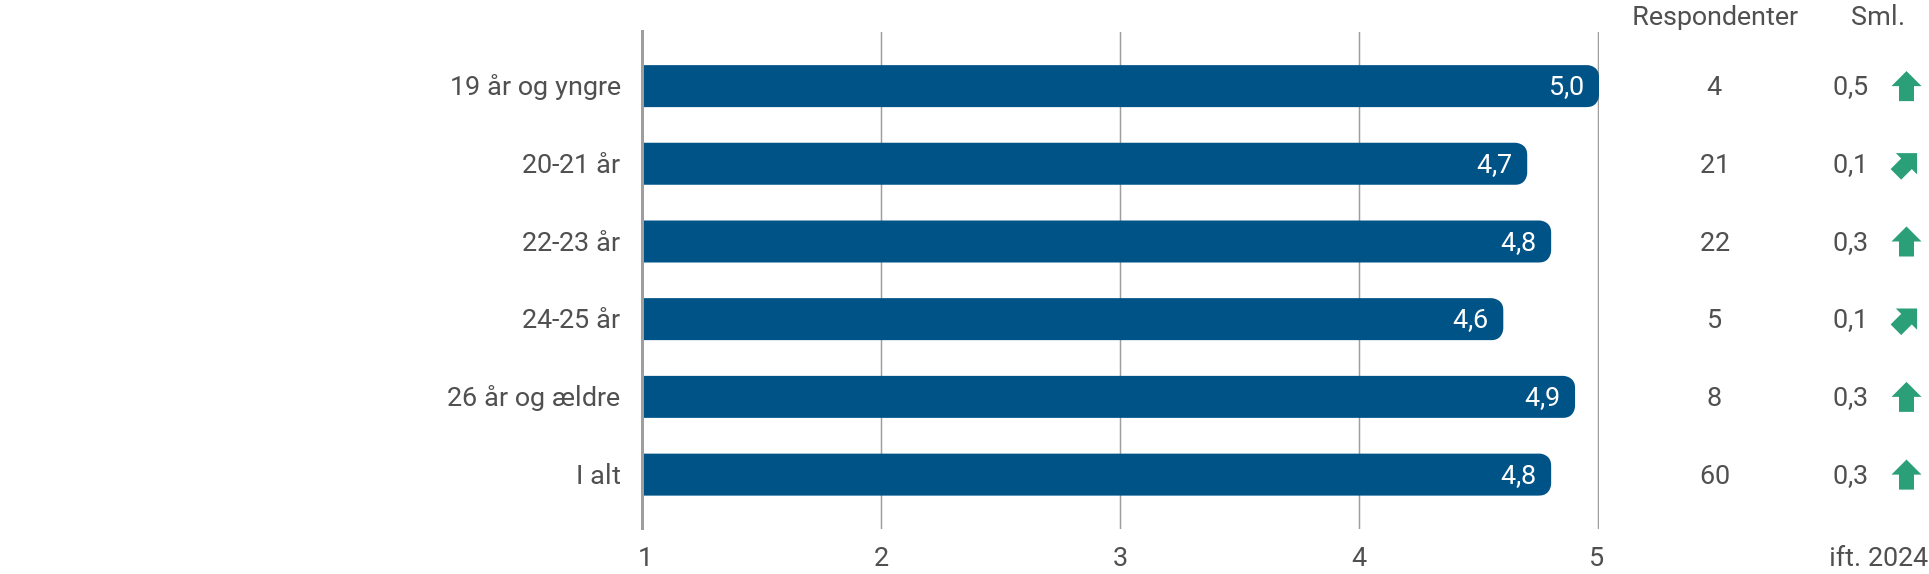 Respondenter Sml.
19 år og yngre 5,0 4 0,5
20-21 år 4,7 21 0,1
22-23 år 4,8 22 0,3
24-25 år 4,6 5 0,1
26 år og ældre 4,9 8 0,3
I alt 4,8 60 0,3
1 2 3 4 5 ift. 2024